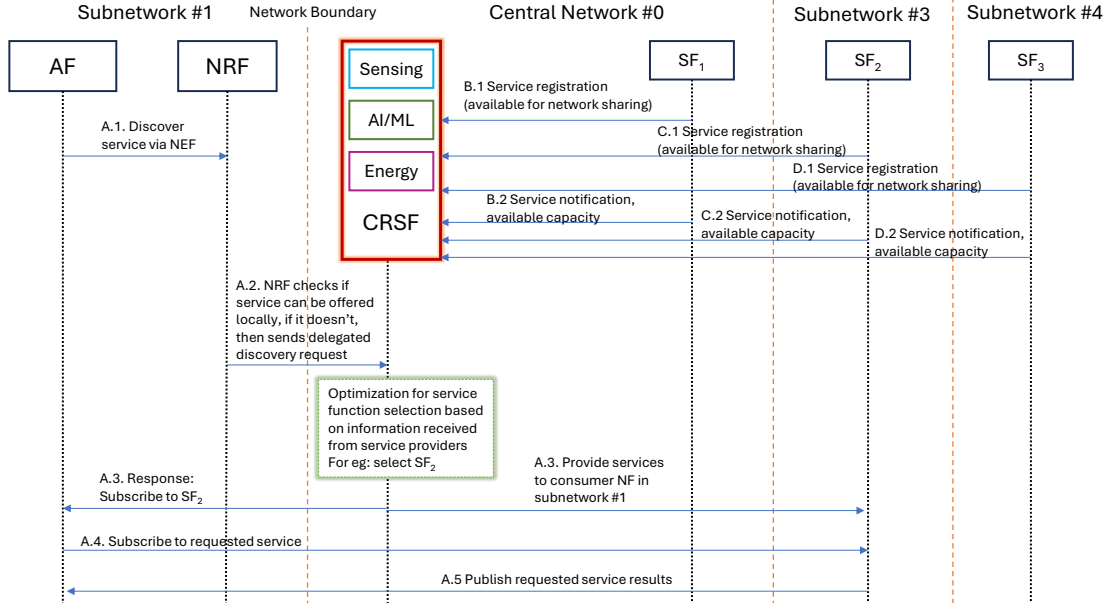 Subnetwork #1
Network Boundary
Central Network #0
Subnetwork #3
Subnetwork #4
AF
NRF
Sensing
AI/ML
Energy
CRSF
SF1
SF2
SF3
B.1 Service registration
(available for network sharing)
A.1. Discover
service via NEF
C.1 Service registration
(available for network sharing)
D.1 Service registration
(available for network sharing)
B.2 Service notification,
available capacity
C.2 Service notification,
available capacity
D.2 Service notification,
available capacity
A.2. NRF checks if
service can be offered
locally, if it doesn't,
then sends delegated
discovery request
Optimization for service
function selection based
on information received
from service providers
For eg: select SF2
A.3. Response:
Subscribe to SF2
A.3. Provide services
to consumer NF in
subnetwork #1
A.4. Subscribe to requested service
A.5 Publish requested service results